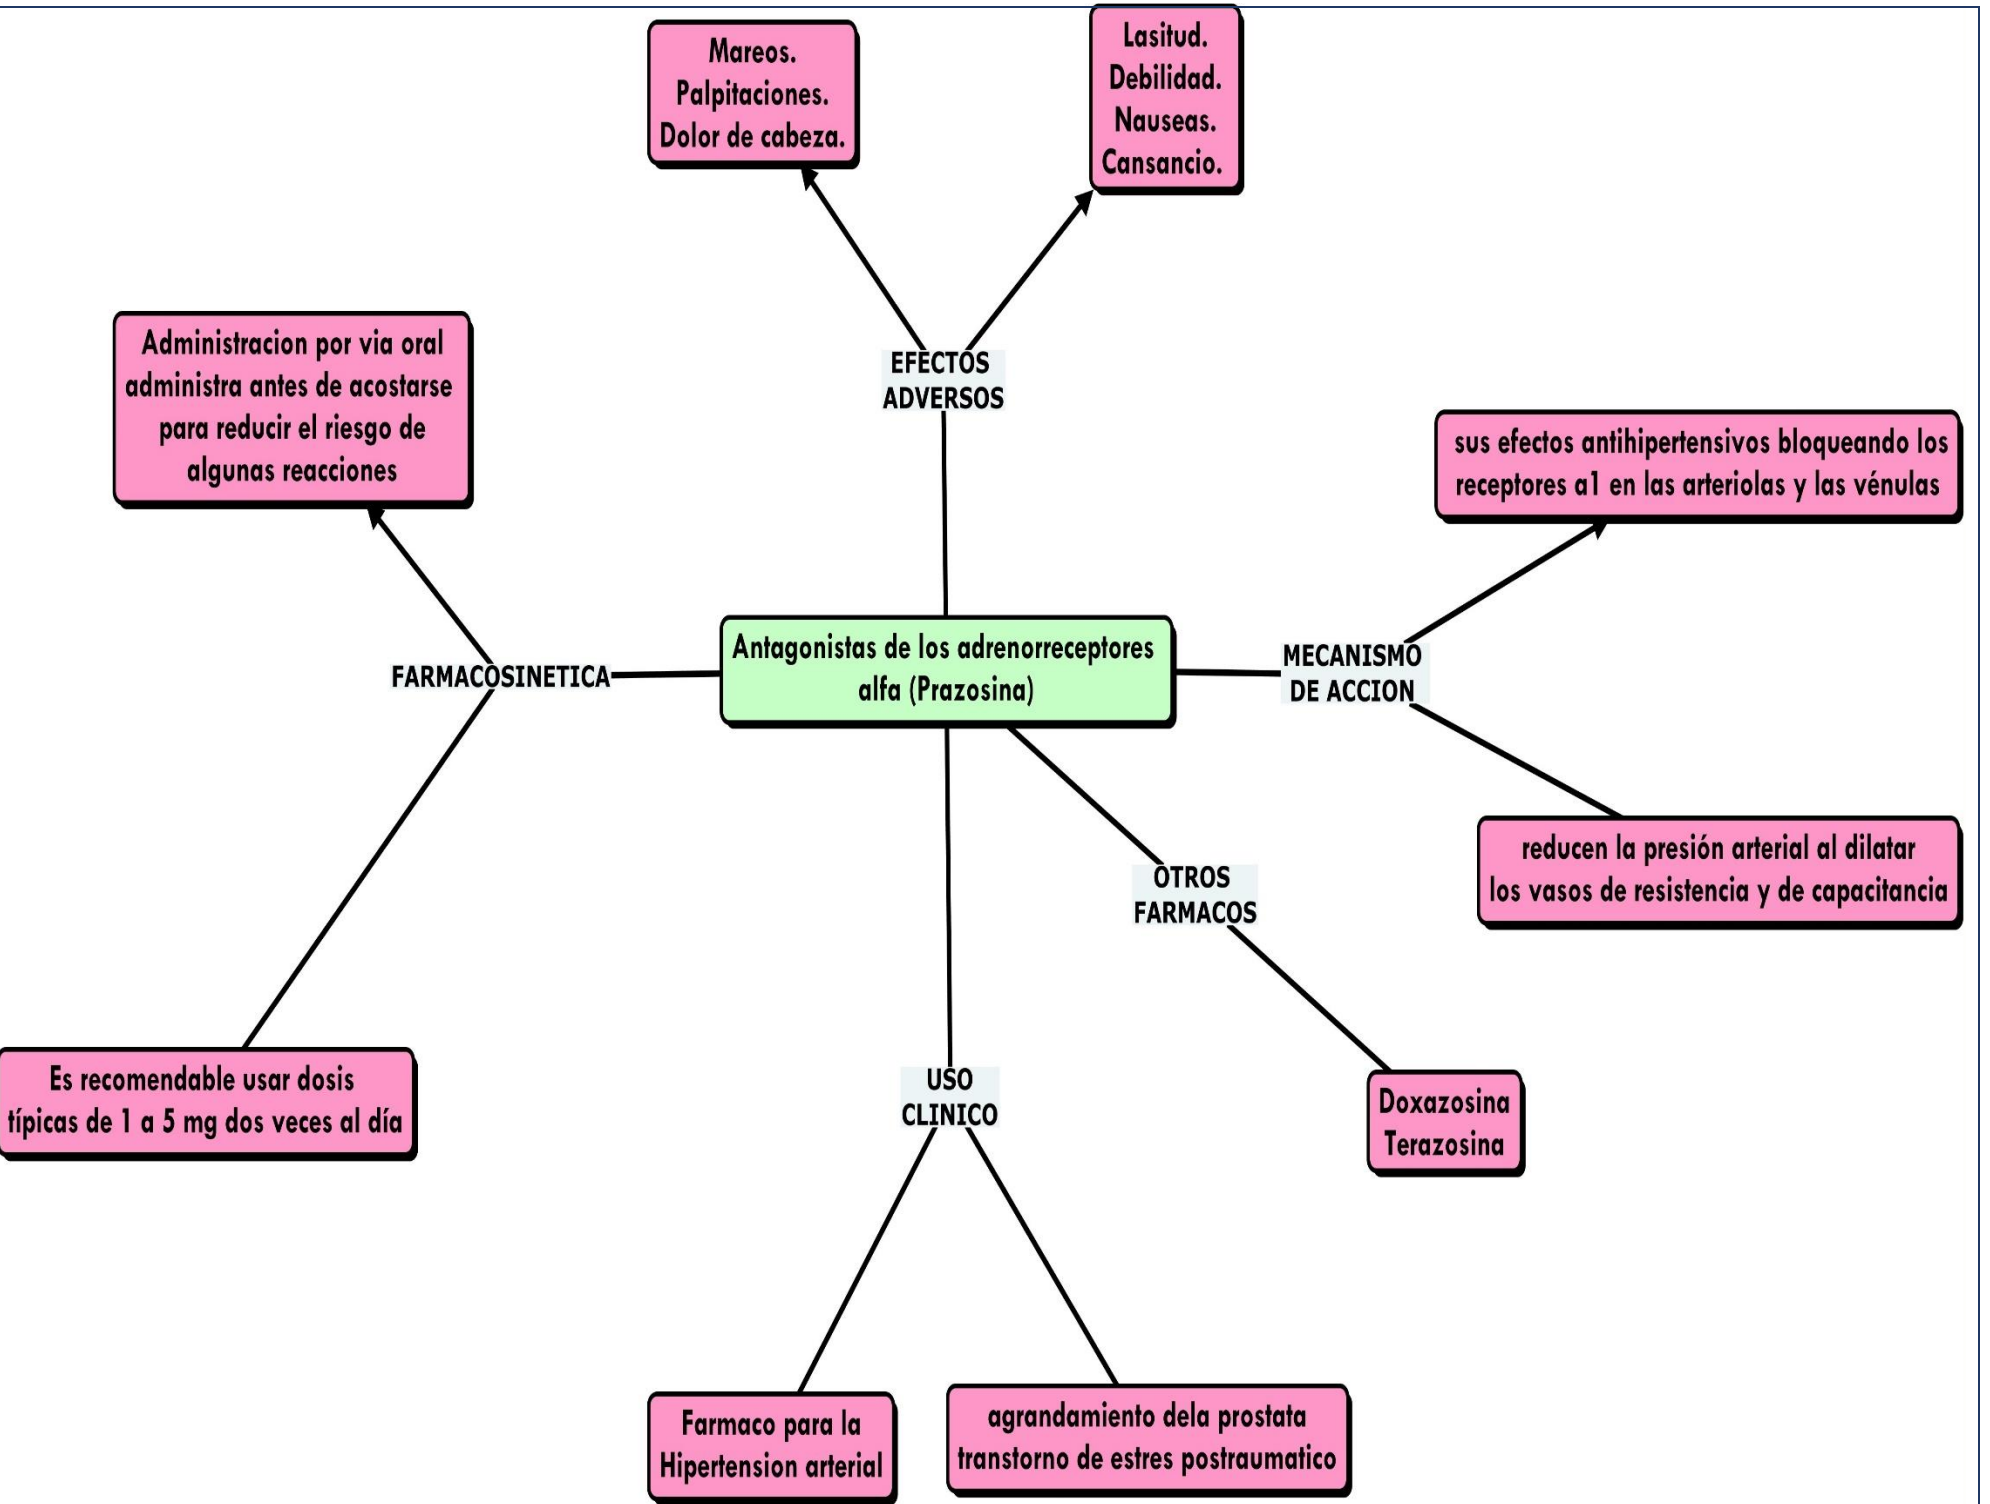 Mareos.
Palpitaciones.
Dolor de cabeza.
Lasitud.
Debilidad.
Nauseas.
Cansancio.
EFECTOS
ADVERSOS
Administracion por via oral
administra antes de acostarse
para reducir el riesgo de
algunas reacciones
sus efectos antihipertensivos bloqueando los
receptores a1 en las arteriolas y las vénulas
FARMACOSINETICA
Antagonistas de los adrenorreceptores
alfa (Prazosina)
MECANISMO
DE ACCION
reducen la presión arterial al dilatar
los vasos de resistencia y de capacitancia
OTROS
FARMACOS
Es recomendable usar dosis
típicas de 1 a 5 mg dos veces al día
USO
CLINICO
Doxazosina
Terazosina
Farmaco para la
Hipertension arterial
agrandamiento dela prostata
transtorno de estres postraumatico